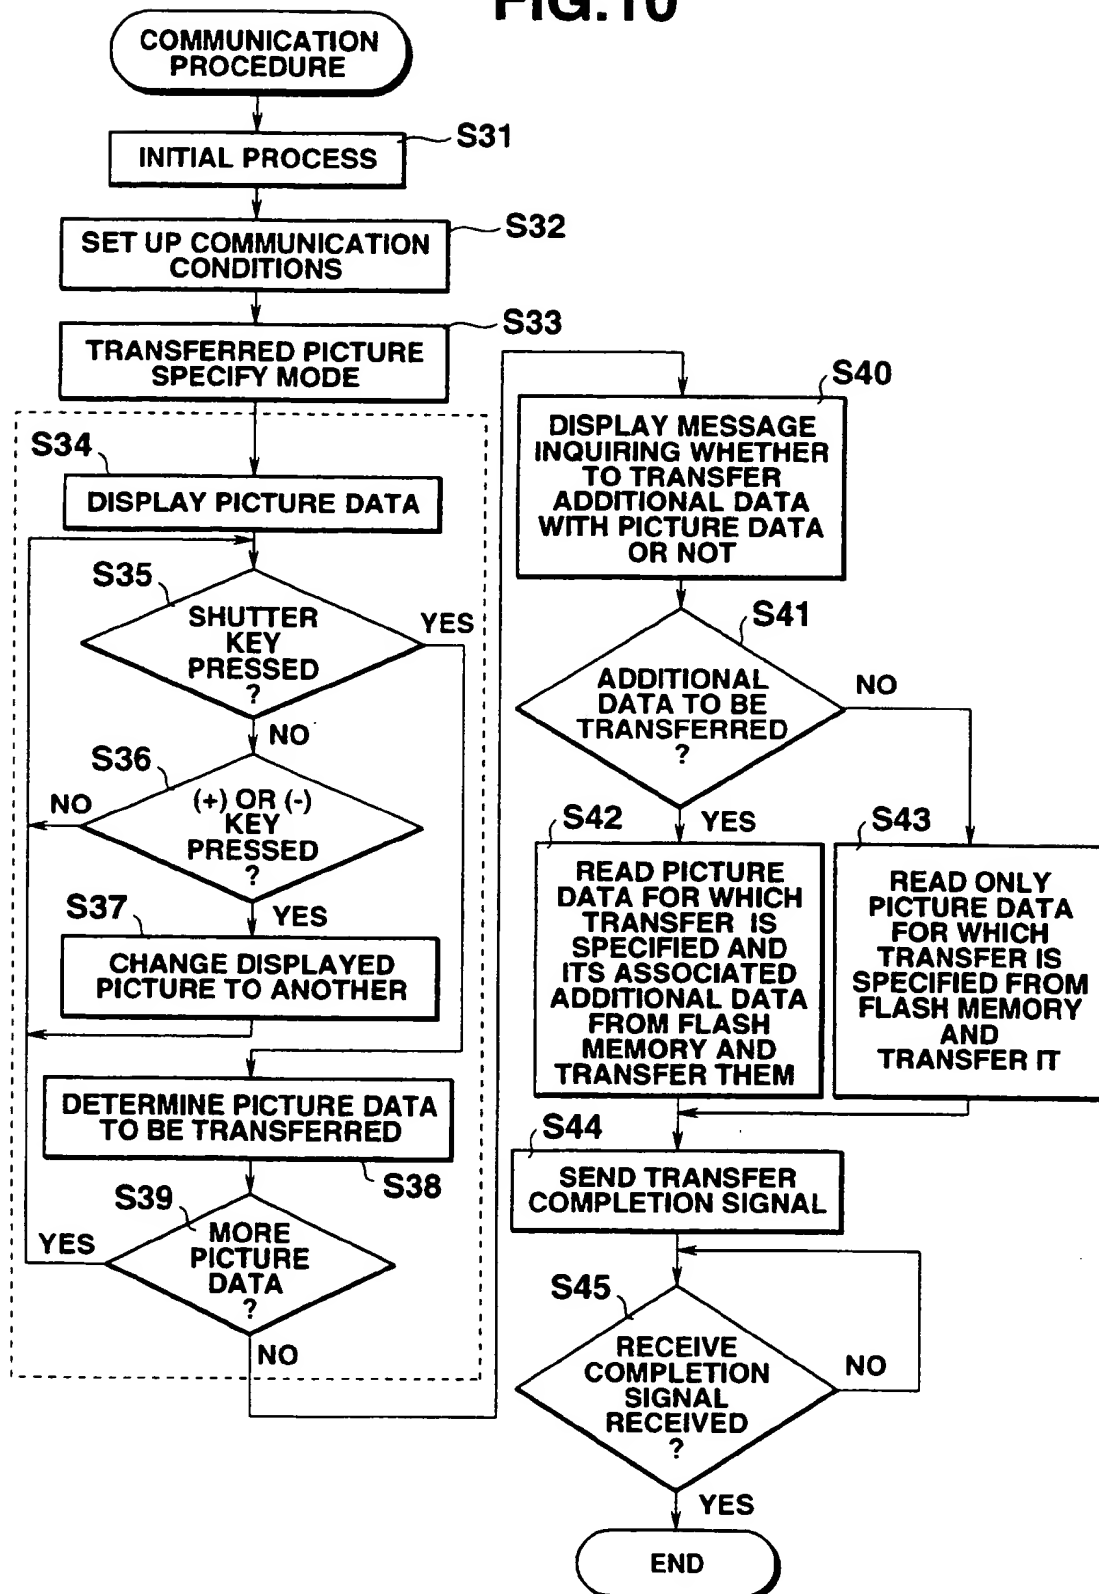 FIG.10
COMMUNICATION
PROCEDURE
S31
INITIAL PROCESS
S32
SET UP COMMUNICATION
CONDITIONS
S33
TRANSFERRED PICTURE
SPECIFY MODE
S34
DISPLAY PICTURE DATA
S35
SHUTTER
KEY
PRESSED
?
YES
NO
S36
(+) OR (-)
KEY
PRESSED
?
NO
YES
S37
CHANGE DISPLAYED
PICTURE TO ANOTHER
DETERMINE PICTURE DATA
TO BE TRANSFERRED
S38
S39
MORE
PICTURE
DATA
?
YES
NO
S40
DISPLAY MESSAGE
INQUIRING WHETHER
TO TRANSFER
ADDITIONAL DATA
WITH PICTURE DATA
OR NOT
S41
ADDITIONAL
DATA TO BE
TRANSFERRED
?
NO
YES
S42
READ PICTURE
DATA FOR WHICH
TRANSFER IS
SPECIFIED AND
ITS ASSOCIATED
ADDITIONAL DATA
FROM FLASH
MEMORY AND
TRANSFER THEM
S43
READ ONLY
PICTURE DATA
FOR WHICH
TRANSFER IS
SPECIFIED FROM
FLASH MEMORY
AND
TRANSFER IT
S44
SEND TRANSFER
COMPLETION SIGNAL
S45
RECEIVE
COMPLETION
SIGNAL
RECEIVED
?
NO
YES
END